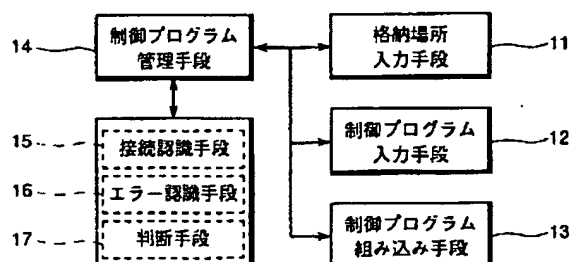 14
制御プログラム
管理手段
格納場所
入力手段
11
15
接続認識手段
16
エラー認識手段
17
判断手段
制御プログラム
入力手段
12
制御プログラム
組み込み手段
13